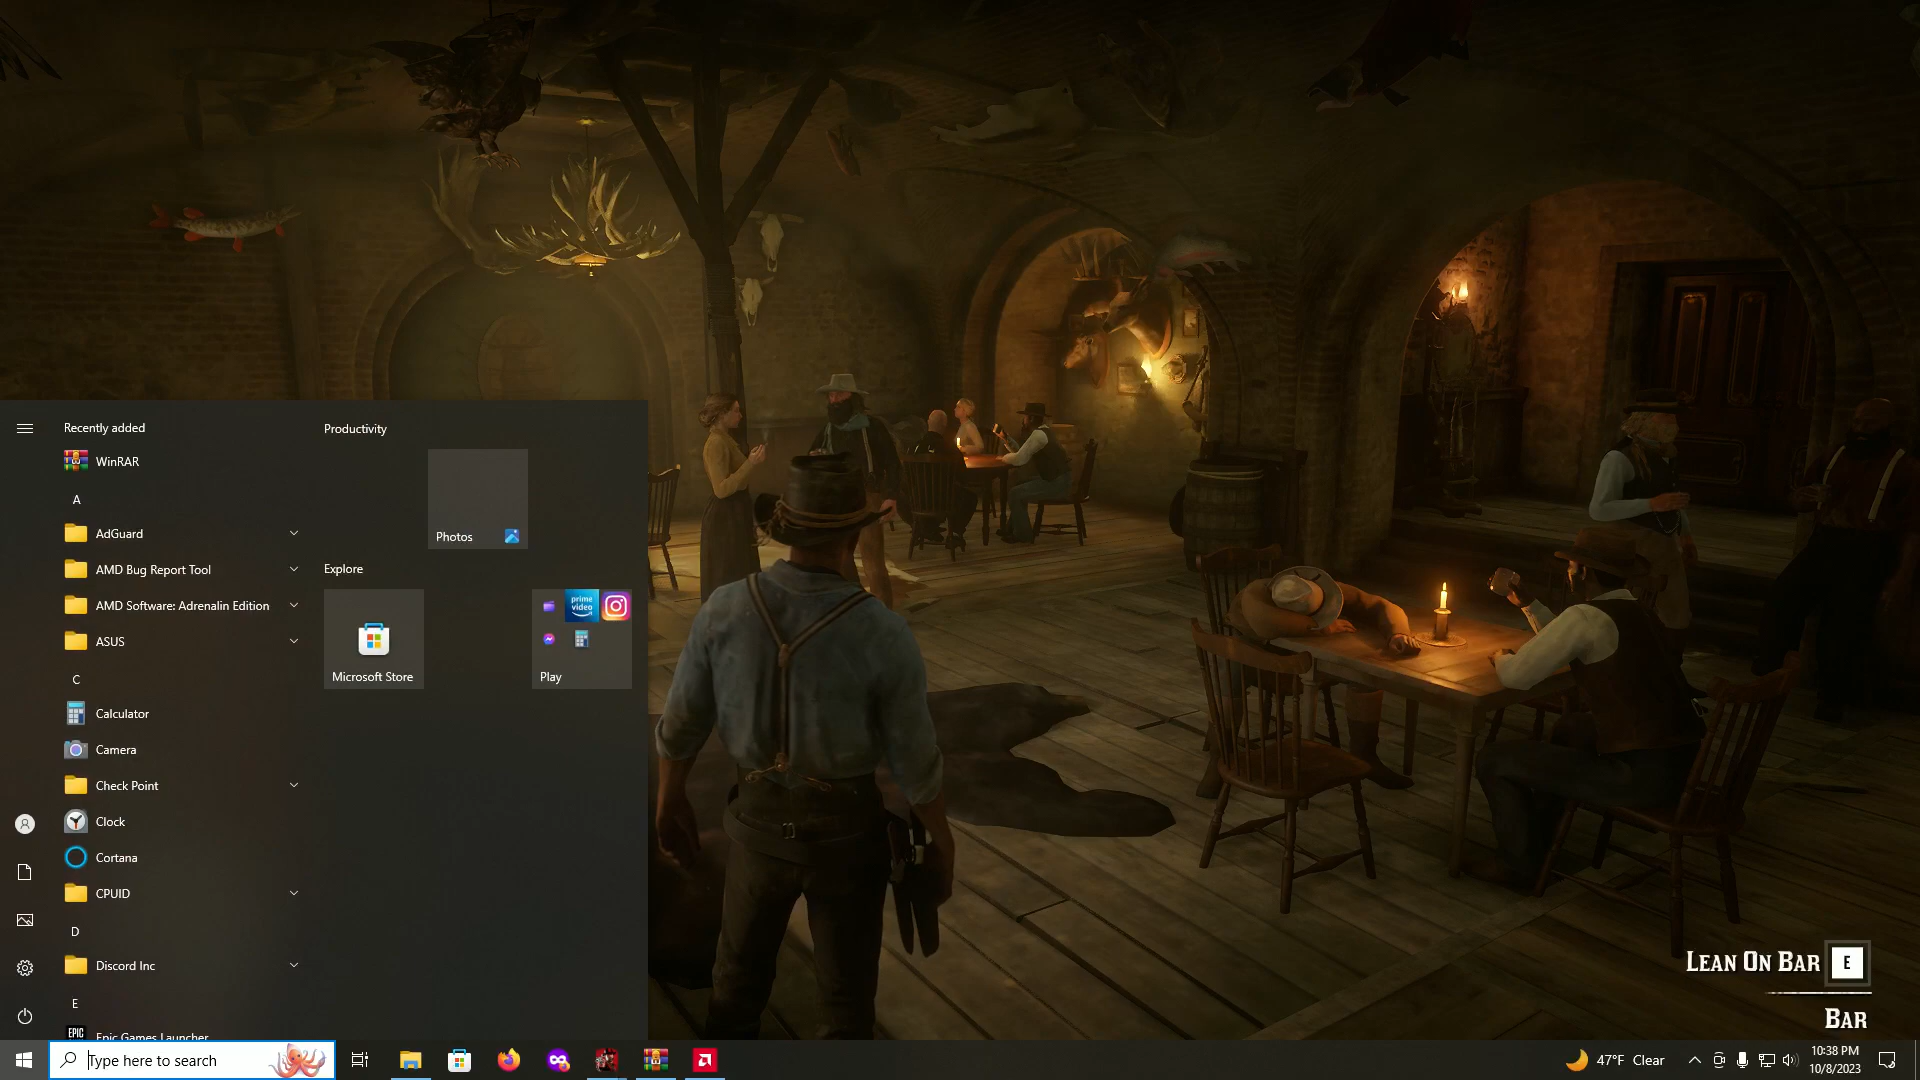 Recently added
WinRAR
A
AdGuard
AMD Bug Report Tool
AMD Software: Adrenalin Edition
ASUS
C
Calculator
Camera
Check Point
Clock
Cortana
CPUID
D
Discord Inc
E
EPIC
Epic Games Launcher
Productivity
Photos
Explore
Microsoft Store
prime
video
Play
LEAN ON BAR E
BAR
Type here to search
47°F Clear
10:38 PM
10/8/2023